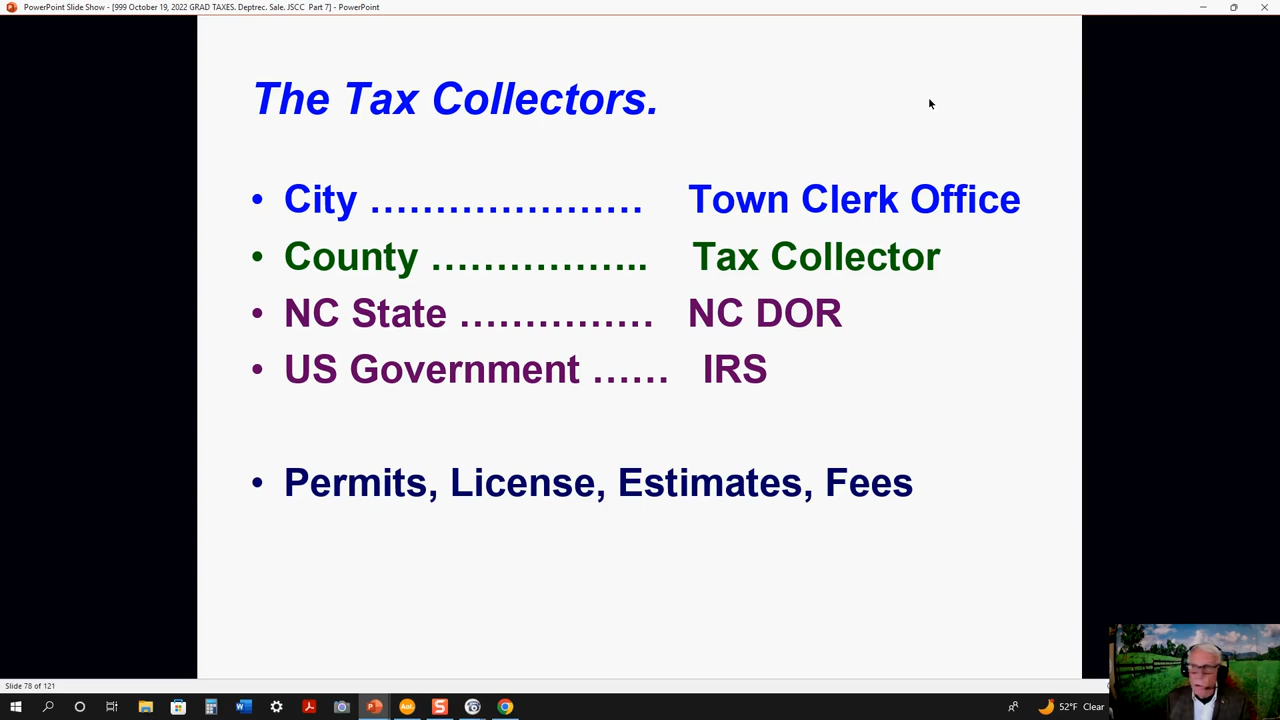 PowerPoint Slide Show - [999 October 19, 2022 GRAD TAXES. Deptrec. Sale. JSCC  Part 7] - PowerPoint
The Tax Collectors.
• City ………………… Town Clerk Office
• County …………….. Tax Collector
• NC State …………… NC DOR
• US Government …… IRS
• Permits, License, Estimates, Fees
Slide 78 of 121
52°F Clear